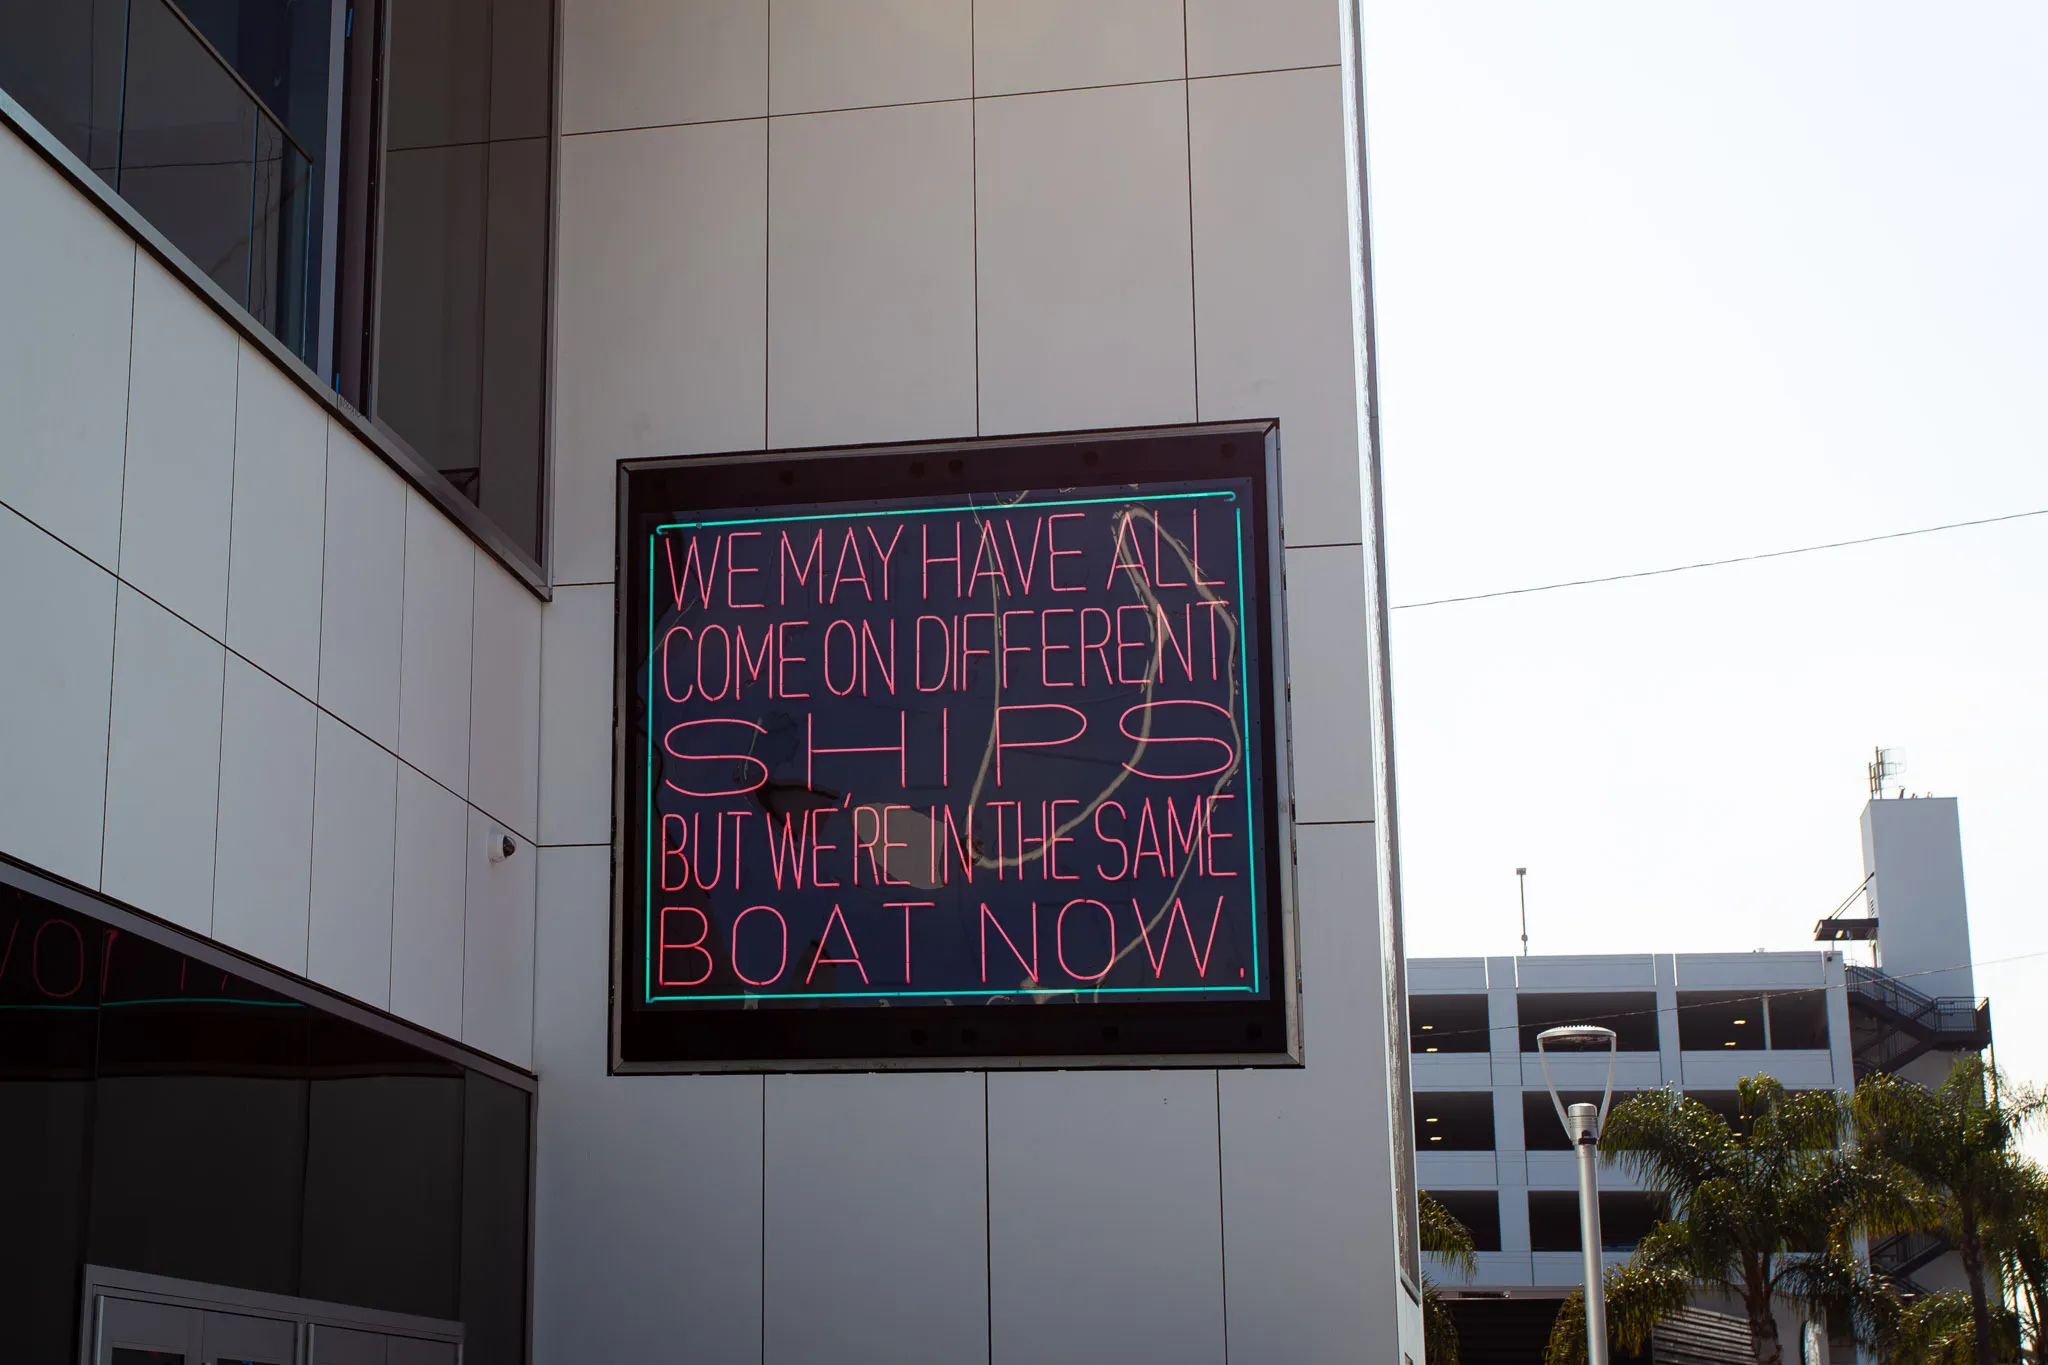 WE MAY HAVE ALL
COME ON DIFFERENT
SHIPS
BUT WE'RE IN THE SAME
BOAT NOW.